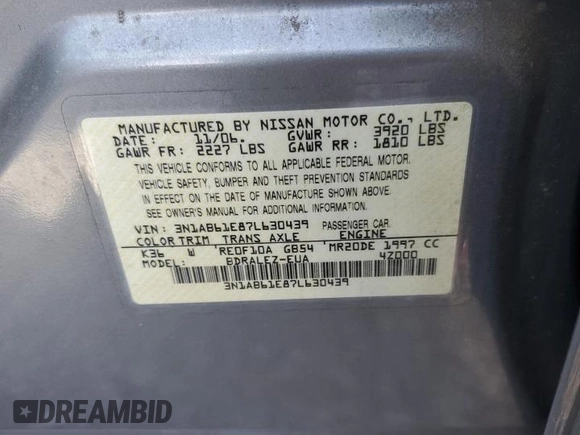 MANUFACTURED BY NISSAN MOTOR CO., LTD.
DATE: 11/06. GVWR: 3920 LBS
GAWR FR: 2227 LBS GAWR RR: 1810 LBS
THIS VEHICLE CONFORMS TO ALL APPLICABLE FEDERAL MOTOR
VEHICLE SAFETY, BUMPER AND THEFT PREVENTION STANDARDS
IN EFFECT ON THE DATE OF MANUFACTURE SHOWN ABOVE.
SEE OWNER'S MANUAL FOR ADDITIONAL INFORMATION.
VIN: 3N1AB61E87L630439 PASSENGER CAR.
COLOR TRIM TRANS AXLE ENGINE
K36 W RE0F10A GB54 MR20DE 1997 CC
MODEL: BDRALEZ-EUA 4Z000
3N1AB61E87L630439
DREAMBID